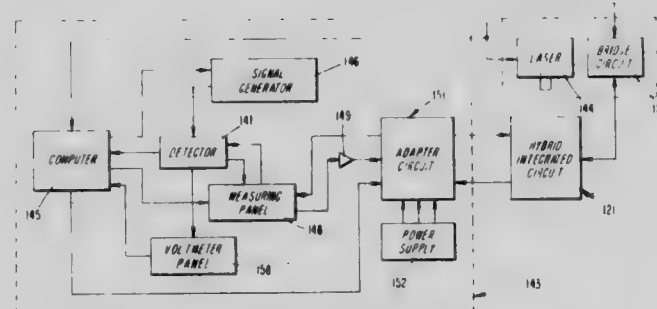 146
SIGNAL
GENERATOR
LASER
144
BRIDGE
CIRCUIT
141
DETECTOR
149
151
ADAPTER
CIRCUIT
COMPUTER
145
MEASURING
PANEL
148
HYBRID
INTEGRATED
CIRCUIT
121
VOLTMETER
PANEL
150
POWER
SUPPLY
152
143